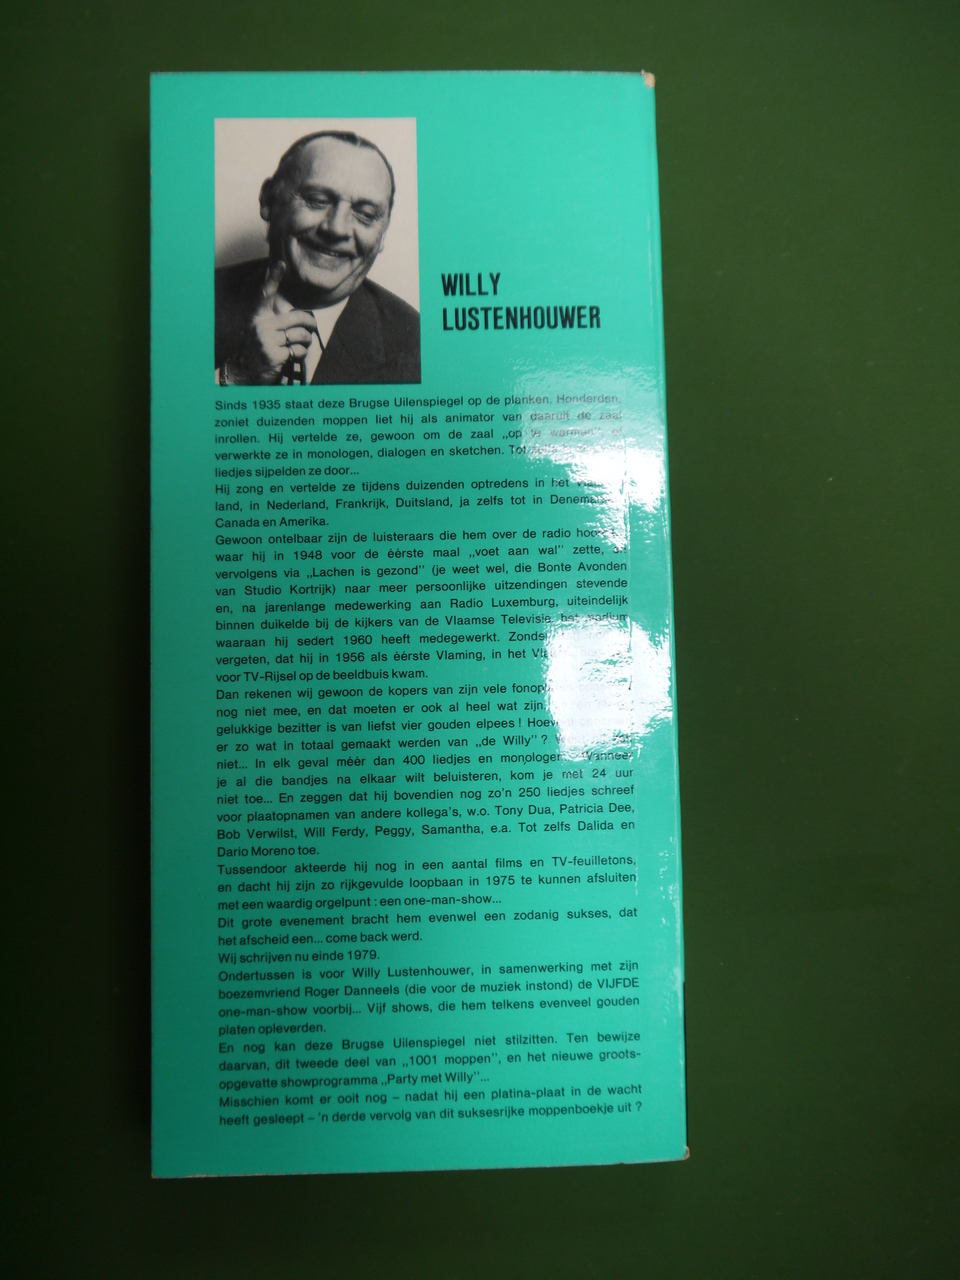 WILLY
LUSTENHOUWER
Sinds 1935 staat deze Brugse Uilenspiegel op de planken. Honderden,
zoniet duizenden moppen liet hij als animator van daaruit de zaal
inrollen. Hij vertelde ze, gewoon om de zaal „op te warmen" of
verwerkte ze in monologen, dialogen en sketchen. Tot
liedjes sijpelden ze door...
Hij zong en vertelde ze tijdens duizenden optredens in het
land, in Nederland, Frankrijk, Duitsland, ja zelfs tot in
Canada en Amerika.
Gewoon ontelbaar zijn de luisteraars die hem over de radio
waar hij in 1948 voor de éérste maal „voet aan wal" zette,
vervolgens via „Lachen is gezond" (je weet wel, die Bonte Avonden
van Studio Kortrijk) naar meer persoonlijke uitzendingen stevende
en, na jarenlange medewerking aan Radio Luxemburg, uiteindelijk
binnen duikelde bij de kijkers van de Vlaamse Televisie, het medium
waaraan hij sedert 1960 heeft medegewerkt.
vergeten, dat hij in 1956 als éérste Vlaming, in het
voor TV-Rijsel op de beeldbuis kwam.
Dan rekenen wij gewoon de kopers van zijn vele
nog niet mee, en dat moeten er ook al heel wat zijn.
gelukkige bezitter is van liefst vier gouden elpees !
er zo wat in totaal gemaakt werden van „de Willy" ?
niet... In elk geval méér dan 400 liedjes en monologen. Wanneer
je al die bandjes na elkaar wilt beluisteren, kom je met 24 uur
niet toe... En zeggen dat hij bovendien nog zo'n 250 liedjes schreef
voor plaatopnamen van andere kollega's, w.o. Tony Dua, Patricia Dee,
Bob Verwilst, Will Ferdy, Peggy, Samantha, e.a. Tot zelfs Dalida en
Dario Moreno toe.
Tussendoor akteerde hij nog in een aantal films en TV-feuilletons,
en dacht hij zijn zo rijkgevulde loopbaan in 1975 te kunnen afsluiten
met een waardig orgelpunt : een one-man-show...
Dit grote evenement bracht hem evenwel een zodanig sukses, dat
het afscheid een... come back werd.
Wij schrijven nu einde 1979.
Ondertussen is voor Willy Lustenhouwer, in samenwerking met zijn
boezemvriend Roger Danneels (die voor de muziek instond) de VIJFDE
one-man-show voorbij... Vijf shows, die hem telkens evenveel gouden
platen opleverden.
En nog kan deze Brugse Uilenspiegel niet stilzitten. Ten bewijze
daarvan, dit tweede deel van „1001 moppen", en het nieuwe groots-
opgevatte showprogramma „Party met Willy"...
Misschien komt er ooit nog – nadat hij een platina-plaat in de wacht
heeft gesleept – 'n derde vervolg van dit suksesrijke moppenboekje uit ?